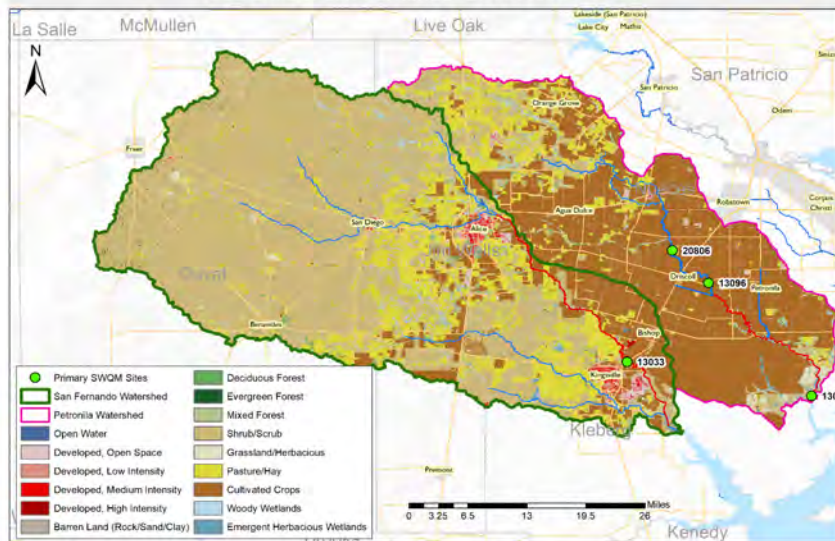 La Salle
McMullen
Live Oak
Lakeside (San Patricio)
Lake City
Mathis
N
San Patricio
San Patricio
Odem
Orange Grove
Freer
Robstown
Corpus
Christi
Agua Dulce
San Diego
Alice
20806
Duval
Driscoll
13096
Petronila
Benavides
Bishop
13033
Kingsville
Kleberg
Premont
Kenedy
Primary SWQM Sites
San Fernando Watershed
Petronila Watershed
Open Water
Developed, Open Space
Developed, Low Intensity
Developed, Medium Intensity
Developed, High Intensity
Barren Land (Rock/Sand/Clay)
Deciduous Forest
Evergreen Forest
Mixed Forest
Shrub/Scrub
Grassland/Herbacious
Pasture/Hay
Cultivated Crops
Woody Wetlands
Emergent Herbacious Wetlands
Miles
0 3.25 6.5 13 19.5 26